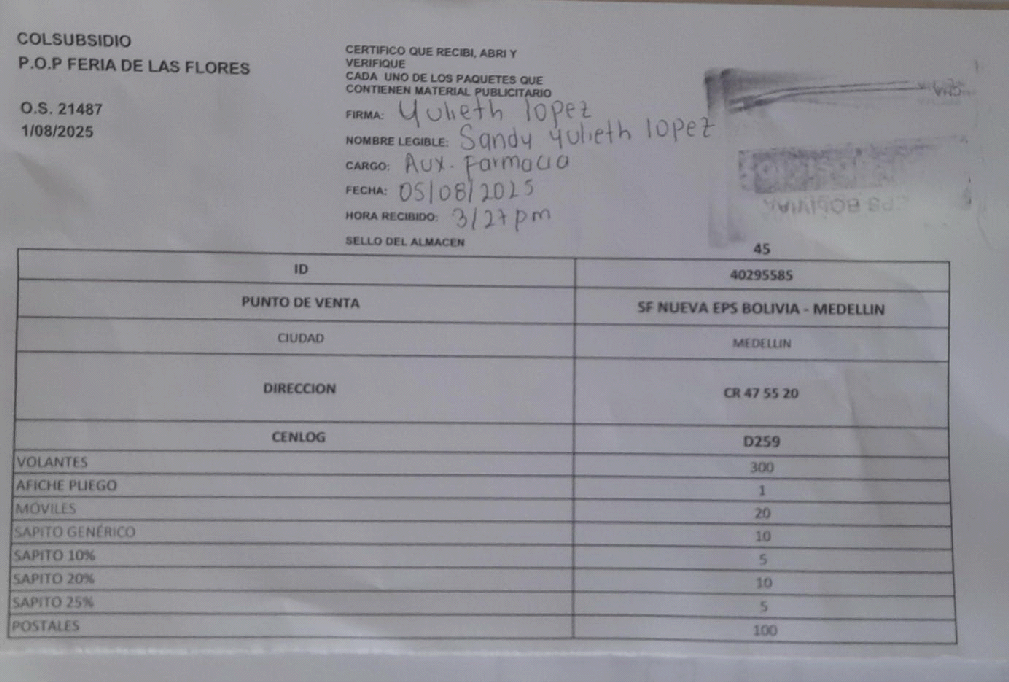 COLSUBSIDIO
P.O.P FERIA DE LAS FLORES
O.S. 21487
1/08/2025
CERTIFICO QUE RECIBI, ABRI Y
VERIFIQUE
CADA UNO DE LOS PAQUETES QUE
CONTIENEN MATERIAL PUBLICITARIO
FIRMA: Yulieth lopez
NOMBRE LEGIBLE: Sandy yulieth lopez
CARGO: Aux. Farmacia
FECHA: 05/08/2025
HORA RECIBIDO: 3/27 pm
SELLO DEL ALMACEN
EPS BOLIVIA
45
ID 40295585
PUNTO DE VENTA SF NUEVA EPS BOLIVIA - MEDELLIN
CIUDAD MEDELLIN
DIRECCION CR 47 55 20
CENLOG D259
VOLANTES 300
AFICHE PLIEGO 1
MÓVILES 20
SAPITO GENÉRICO 10
SAPITO 10% 5
SAPITO 20% 10
SAPITO 25% 5
POSTALES 100